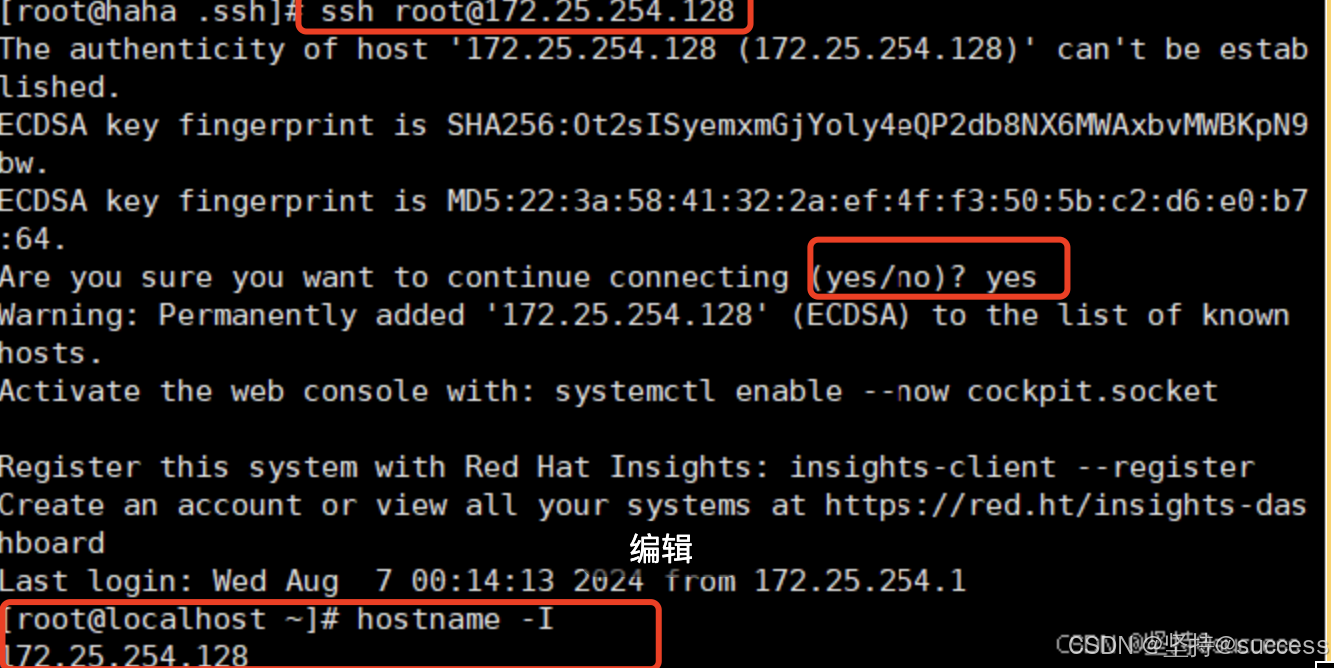 [root@haha .ssh]# ssh root@172.25.254.128
The authenticity of host '172.25.254.128 (172.25.254.128)' can't be estab
lished.
ECDSA key fingerprint is SHA256:Ot2sISyemxmGjYoly4eQP2db8NX6MWAxbvMWBKpN9
bw.
ECDSA key fingerprint is MD5:22:3a:58:41:32:2a:ef:4f:f3:50:5b:c2:d6:e0:b7
:64.
Are you sure you want to continue connecting (yes/no)? yes
Warning: Permanently added '172.25.254.128' (ECDSA) to the list of known
hosts.
Activate the web console with: systemctl enable --now cockpit.socket
Register this system with Red Hat Insights: insights-client --register
Create an account or view all your systems at https://red.ht/insights-das
hboard
编辑
Last login: Wed Aug  7 00:14:13 2024 from 172.25.254.1
[root@localhost ~]# hostname -I
172.25.254.128
CSDN @坚持@success